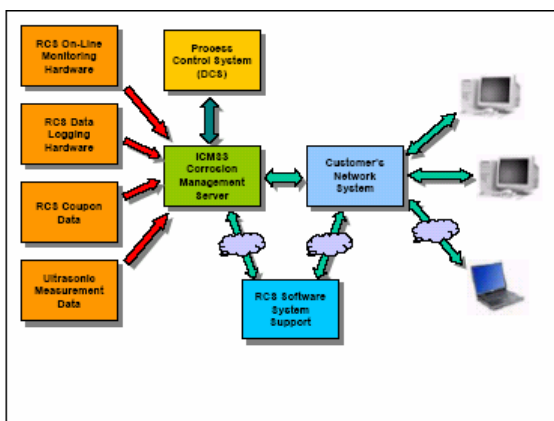 RCS On-Line
Monitoring
Hardware
Process
Control System
(DCS)
RCS Data
Logging
Hardware
ICMS3
Corrosion
Management
Server
Customer's
Network
System
RCS Coupon
Data
Ultrasonic
Measurement
Data
RCS Software
System
Support